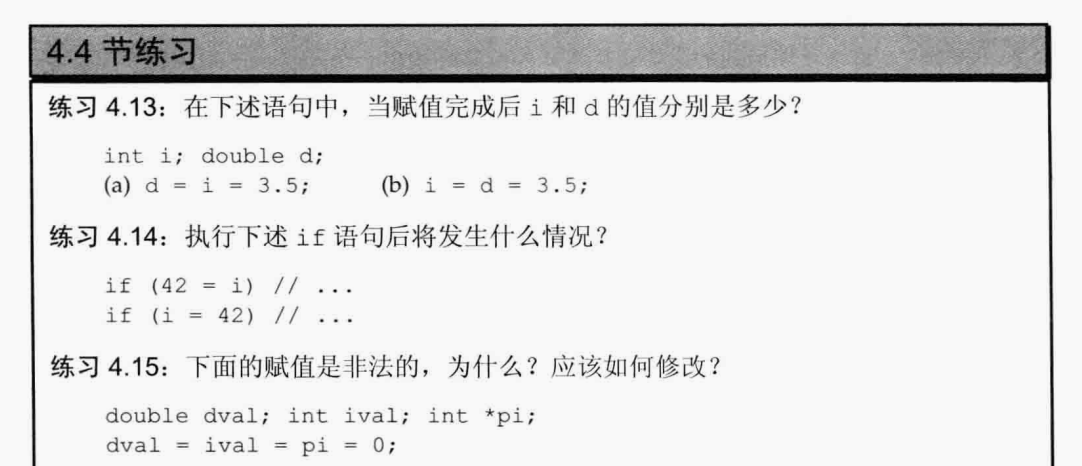 4.4 节练习
练习 4.13：在下述语句中，当赋值完成后 i 和 d 的值分别是多少？
int i; double d;
(a) d = i = 3.5; (b) i = d = 3.5;
练习 4.14：执行下述 if 语句后将发生什么情况？
if (42 = i) // ...
if (i = 42) // ...
练习 4.15：下面的赋值是非法的，为什么？应该如何修改？
double dval; int ival; int *pi;
dval = ival = pi = 0;